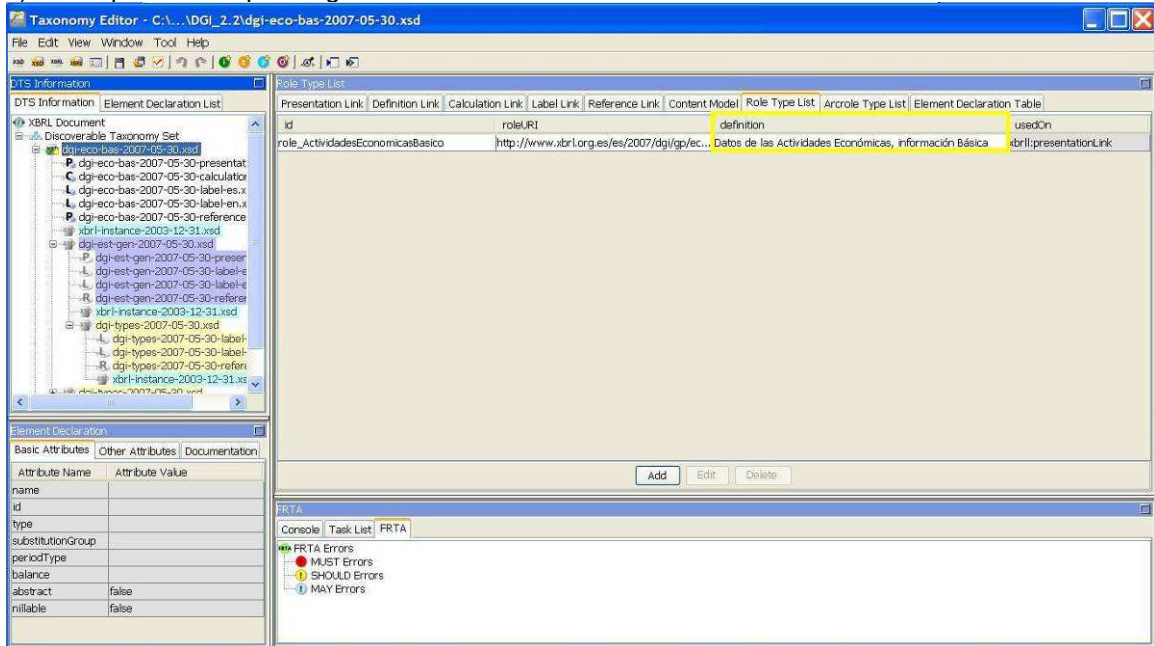 Taxonomy Editor - C:\...\DGI_2.2\dgi-eco-bas-2007-05-30.xsd
File Edit View Window Tool Help
DTS Information
DTS Information Element Declaration List
XBRL Document
Discoverable Taxonomy Set
dgi-eco-bas-2007-05-30.xsd
dgi-eco-bas-2007-05-30-presentat
dgi-eco-bas-2007-05-30-calculatior
dgi-eco-bas-2007-05-30-label-es.x
dgi-eco-bas-2007-05-30-label-en.x
dgi-eco-bas-2007-05-30-reference
xbrl-instance-2003-12-31.xsd
dgi-est-gen-2007-05-30.xsd
dgi-est-gen-2007-05-30-preser
dgi-est-gen-2007-05-30-label-e
dgi-est-gen-2007-05-30-label-e
dgi-est-gen-2007-05-30-referer
xbrl-instance-2003-12-31.xsd
dgi-types-2007-05-30.xsd
dgi-types-2007-05-30-label-
dgi-types-2007-05-30-label-
dgi-types-2007-05-30-refere
xbrl-instance-2003-12-31.xs
dgi-types-2007-05-30.xsd
Role Type List
Presentation Link Definition Link Calculation Link Label Link Reference Link Content Model Role Type List Arcrole Type List Element Declaration Table
id roleURI definition usedOn
role_ActividadesEconomicasBasico http://www.xbrl.org.es/es/2007/dgi/gp/ec... Datos de las Actividades Económicas, información Básica xbrll:presentationLink
Add Edit Delete
Element Declaration
Basic Attributes Other Attributes Documentation
Attribute Name Attribute Value
name
id
type
substitutionGroup
periodType
balance
abstract false
nillable false
FRTA
Console Task List FRTA
FRTA Errors
MUST Errors
SHOULD Errors
MAY Errors